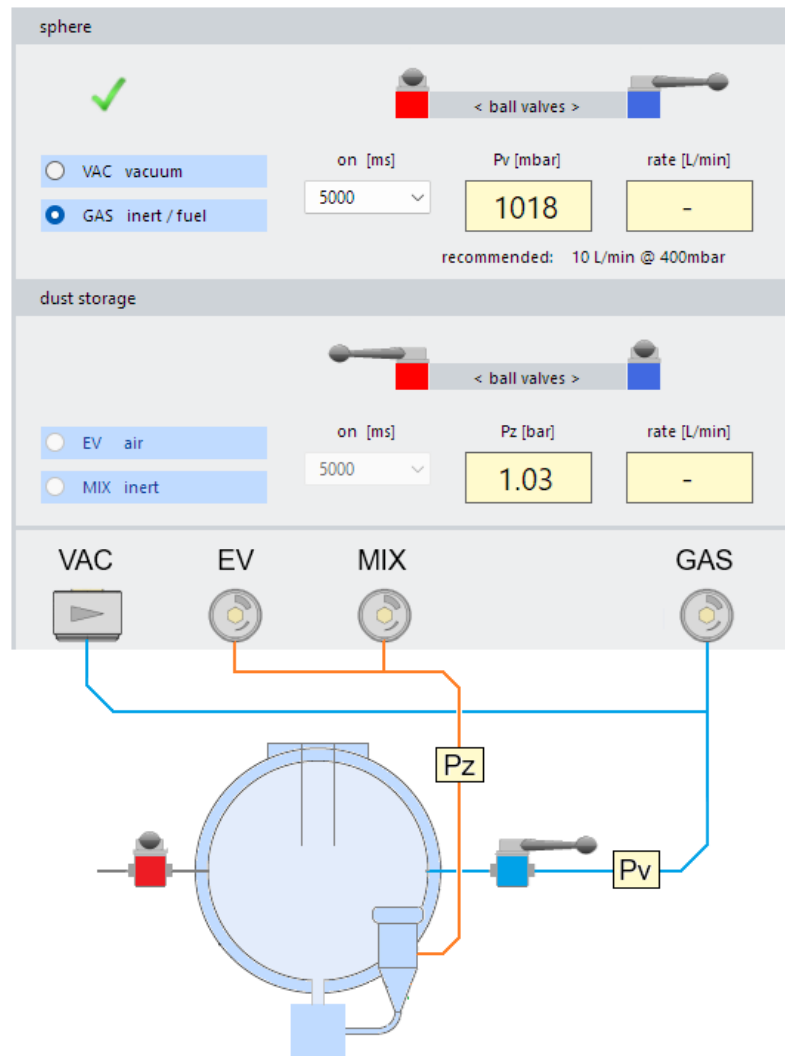 sphere
< ball valves >
VAC vacuum
on [ms]
Pv [mbar]
rate [L/min]
GAS inert / fuel
5000
1018
-
recommended: 10 L/min @ 400mbar
dust storage
< ball valves >
EV air
on [ms]
Pz [bar]
rate [L/min]
MIX inert
5000
1.03
-
VAC
EV
MIX
GAS
Pz
Pv